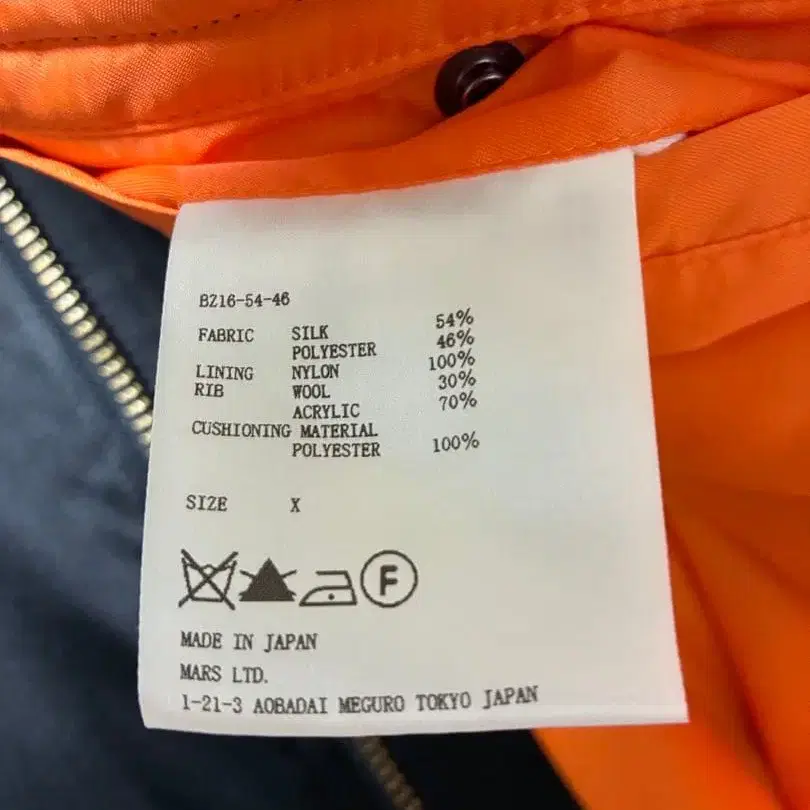 BZ16-54-46
FABRIC SILK 54%
POLYESTER 46%
LINING NYLON 100%
RIB WOOL 30%
ACRYLIC 70%
CUSHIONING MATERIAL
POLYESTER 100%
SIZE X
F
MADE IN JAPAN
MARS LTD.
1-21-3 AOBADAI MEGURO TOKYO JAPAN